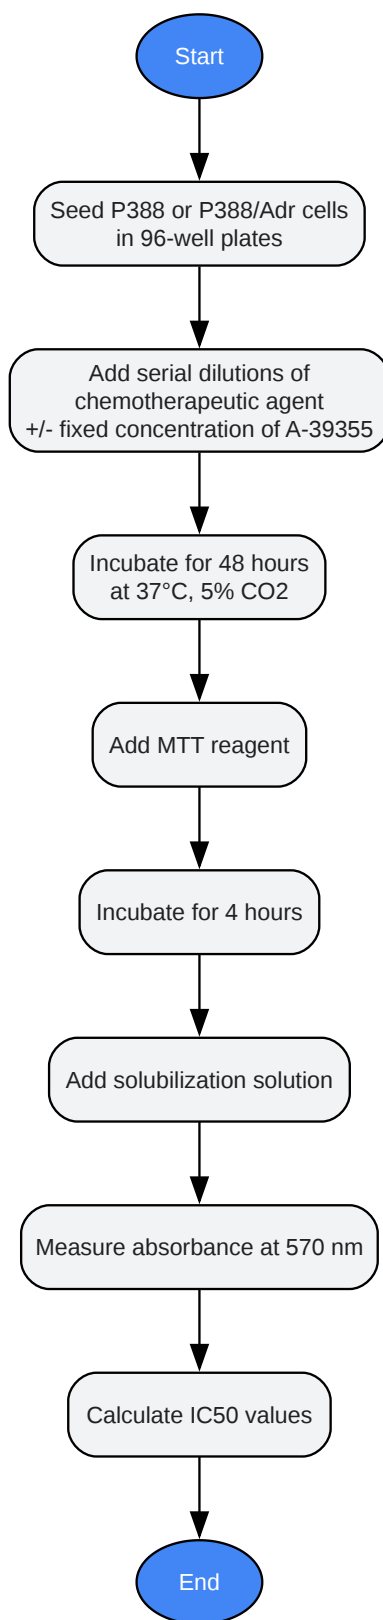 Start
Seed P388 or P388/Adr cells
in 96-well plates
Add serial dilutions of
chemotherapeutic agent
+/- fixed concentration of A-39355
Incubate for 48 hours
at 37°C, 5% CO2
Add MTT reagent
Incubate for 4 hours
Add solubilization solution
Measure absorbance at 570 nm
Calculate IC50 values
End